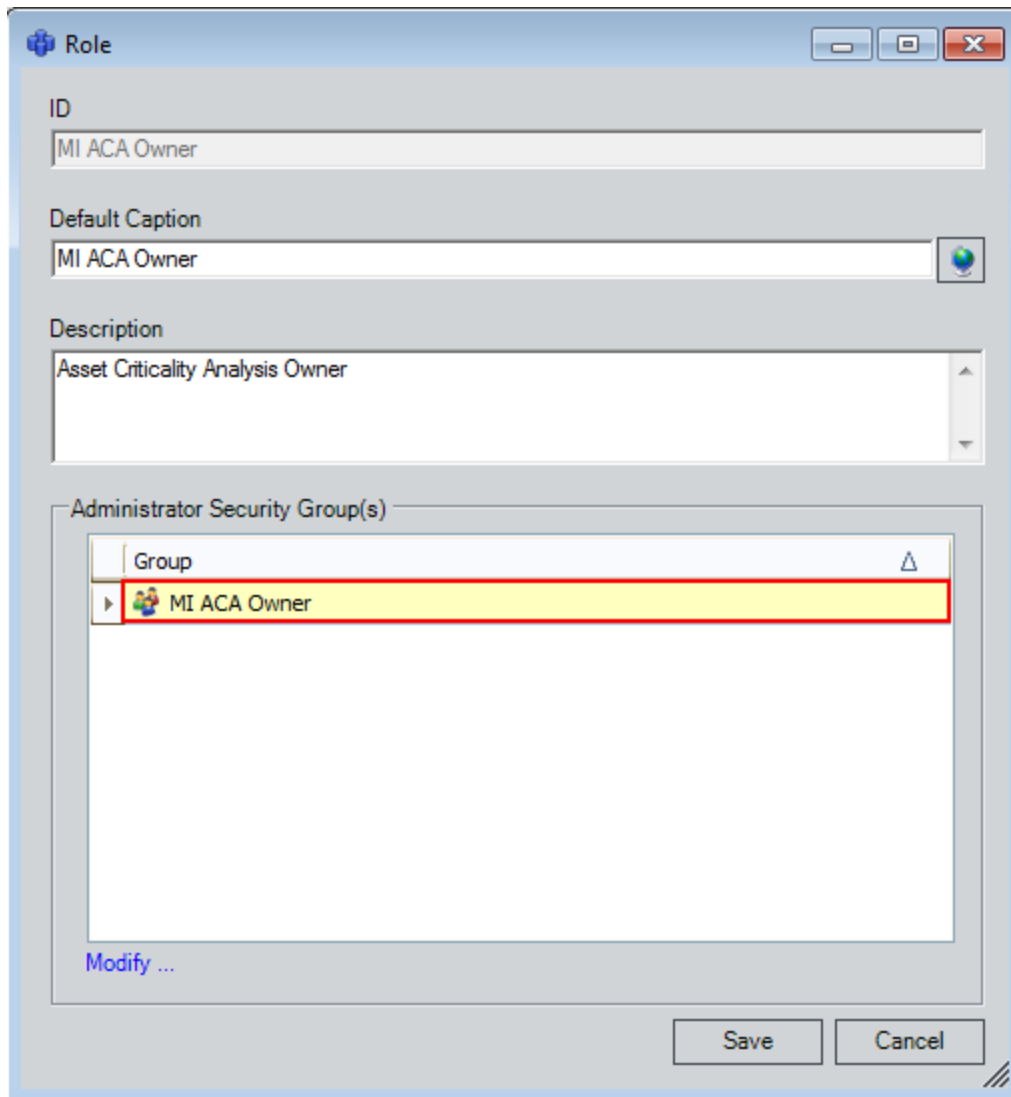 Role
ID
MI ACA Owner
Default Caption
MI ACA Owner
Description
Asset Criticality Analysis Owner
Administrator Security Group(s)
Group
MI ACA Owner
Modify ...
Save Cancel